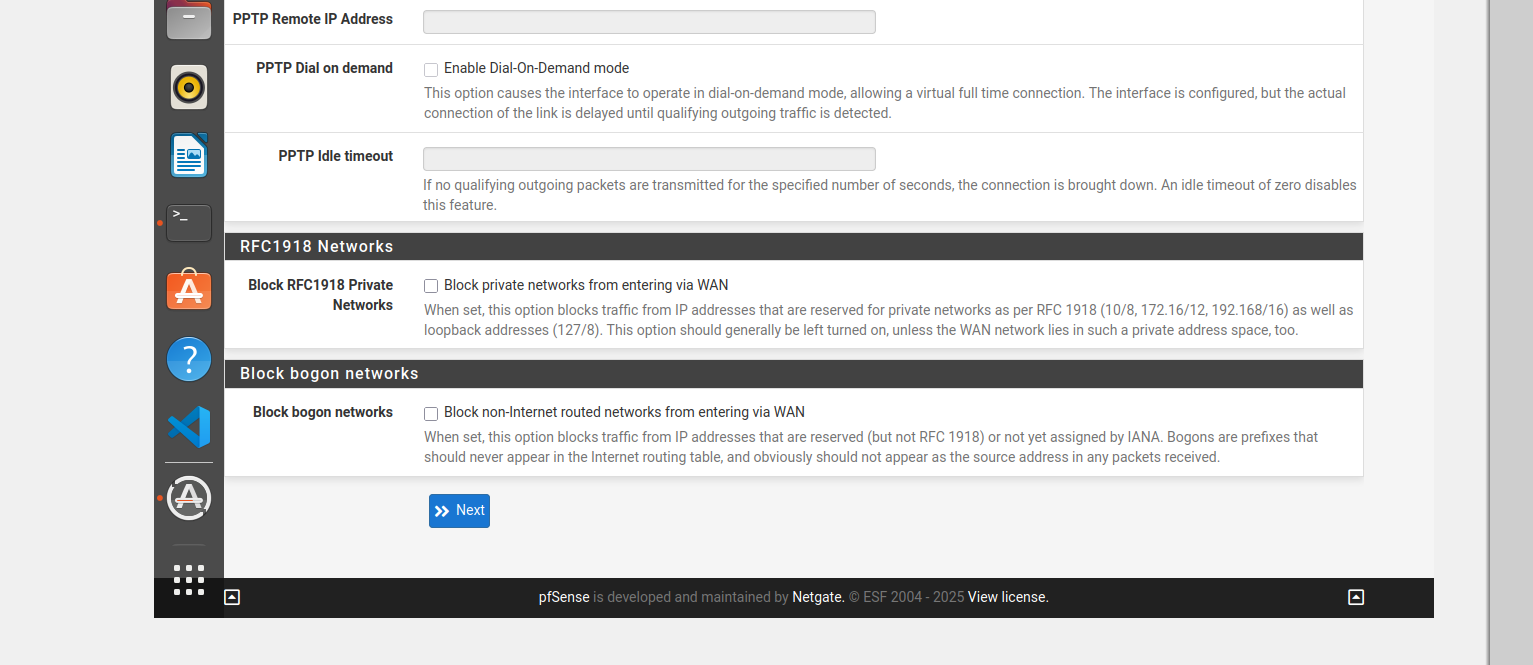 PPTP Remote IP Address
PPTP Dial on demand
Enable Dial-On-Demand mode
This option causes the interface to operate in dial-on-demand mode, allowing a virtual full time connection. The interface is configured, but the actual
connection of the link is delayed until qualifying outgoing traffic is detected.
PPTP Idle timeout
If no qualifying outgoing packets are transmitted for the specified number of seconds, the connection is brought down. An idle timeout of zero disables
this feature.
>_
RFC1918 Networks
Block RFC1918 Private
Networks
Block private networks from entering via WAN
When set, this option blocks traffic from IP addresses that are reserved for private networks as per RFC 1918 (10/8, 172.16/12, 192.168/16) as well as
loopback addresses (127/8). This option should generally be left turned on, unless the WAN network lies in such a private address space, too.
?
Block bogon networks
Block bogon networks
Block non-Internet routed networks from entering via WAN
When set, this option blocks traffic from IP addresses that are reserved (but not RFC 1918) or not yet assigned by IANA. Bogons are prefixes that
should never appear in the Internet routing table, and obviously should not appear as the source address in any packets received.
Next
pfSense is developed and maintained by Netgate. © ESF 2004 - 2025 View license.